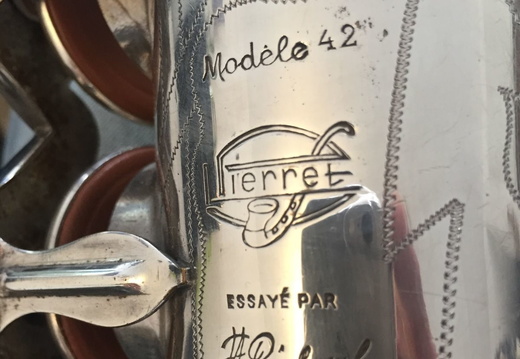 Modèle 42
Pierret
ESSAYÉ PAR